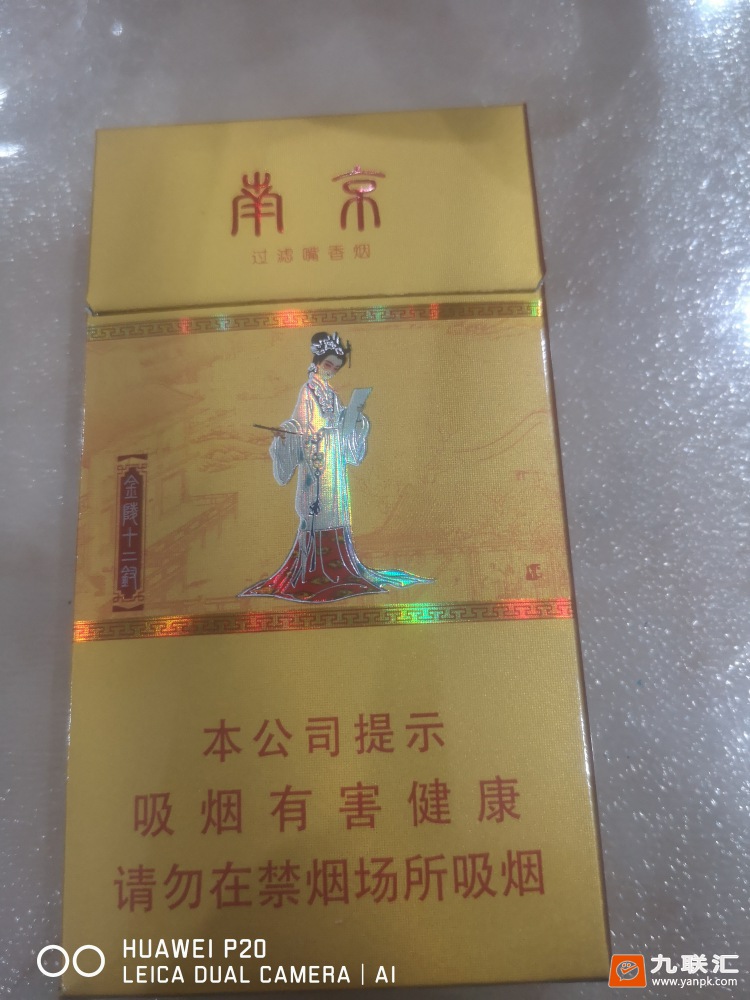 南京
过滤嘴香烟
金陵十二钗
本公司提示
吸烟有害健康
请勿在禁烟场所吸烟
HUAWEI P20
LEICA DUAL CAMERA | AI
九联汇
www.yanpk.com